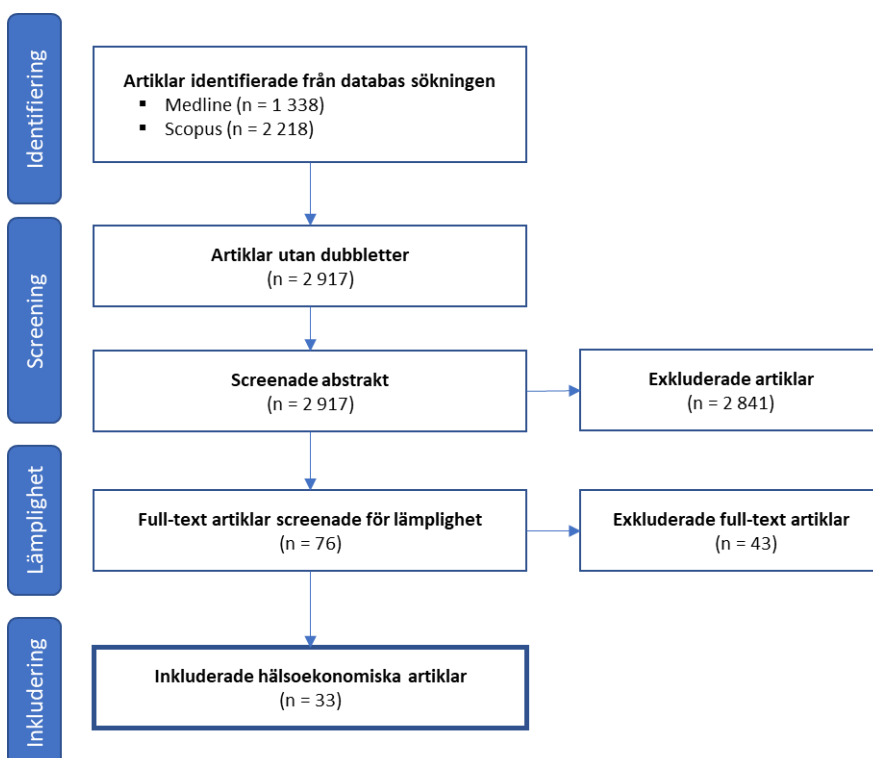 Identifiering
Artiklar identifierade från databas sökningen
▪ Medline (n = 1 338)
▪ Scopus (n = 2 218)
Screening
Artiklar utan dubbletter
(n = 2 917)
Screenade abstrakt
(n = 2 917)
Exkluderade artiklar
(n = 2 841)
Lämplighet
Full-text artiklar screenade för lämplighet
(n = 76)
Exkluderade full-text artiklar
(n = 43)
Inkludering
Inkluderade hälsoekonomiska artiklar
(n = 33)